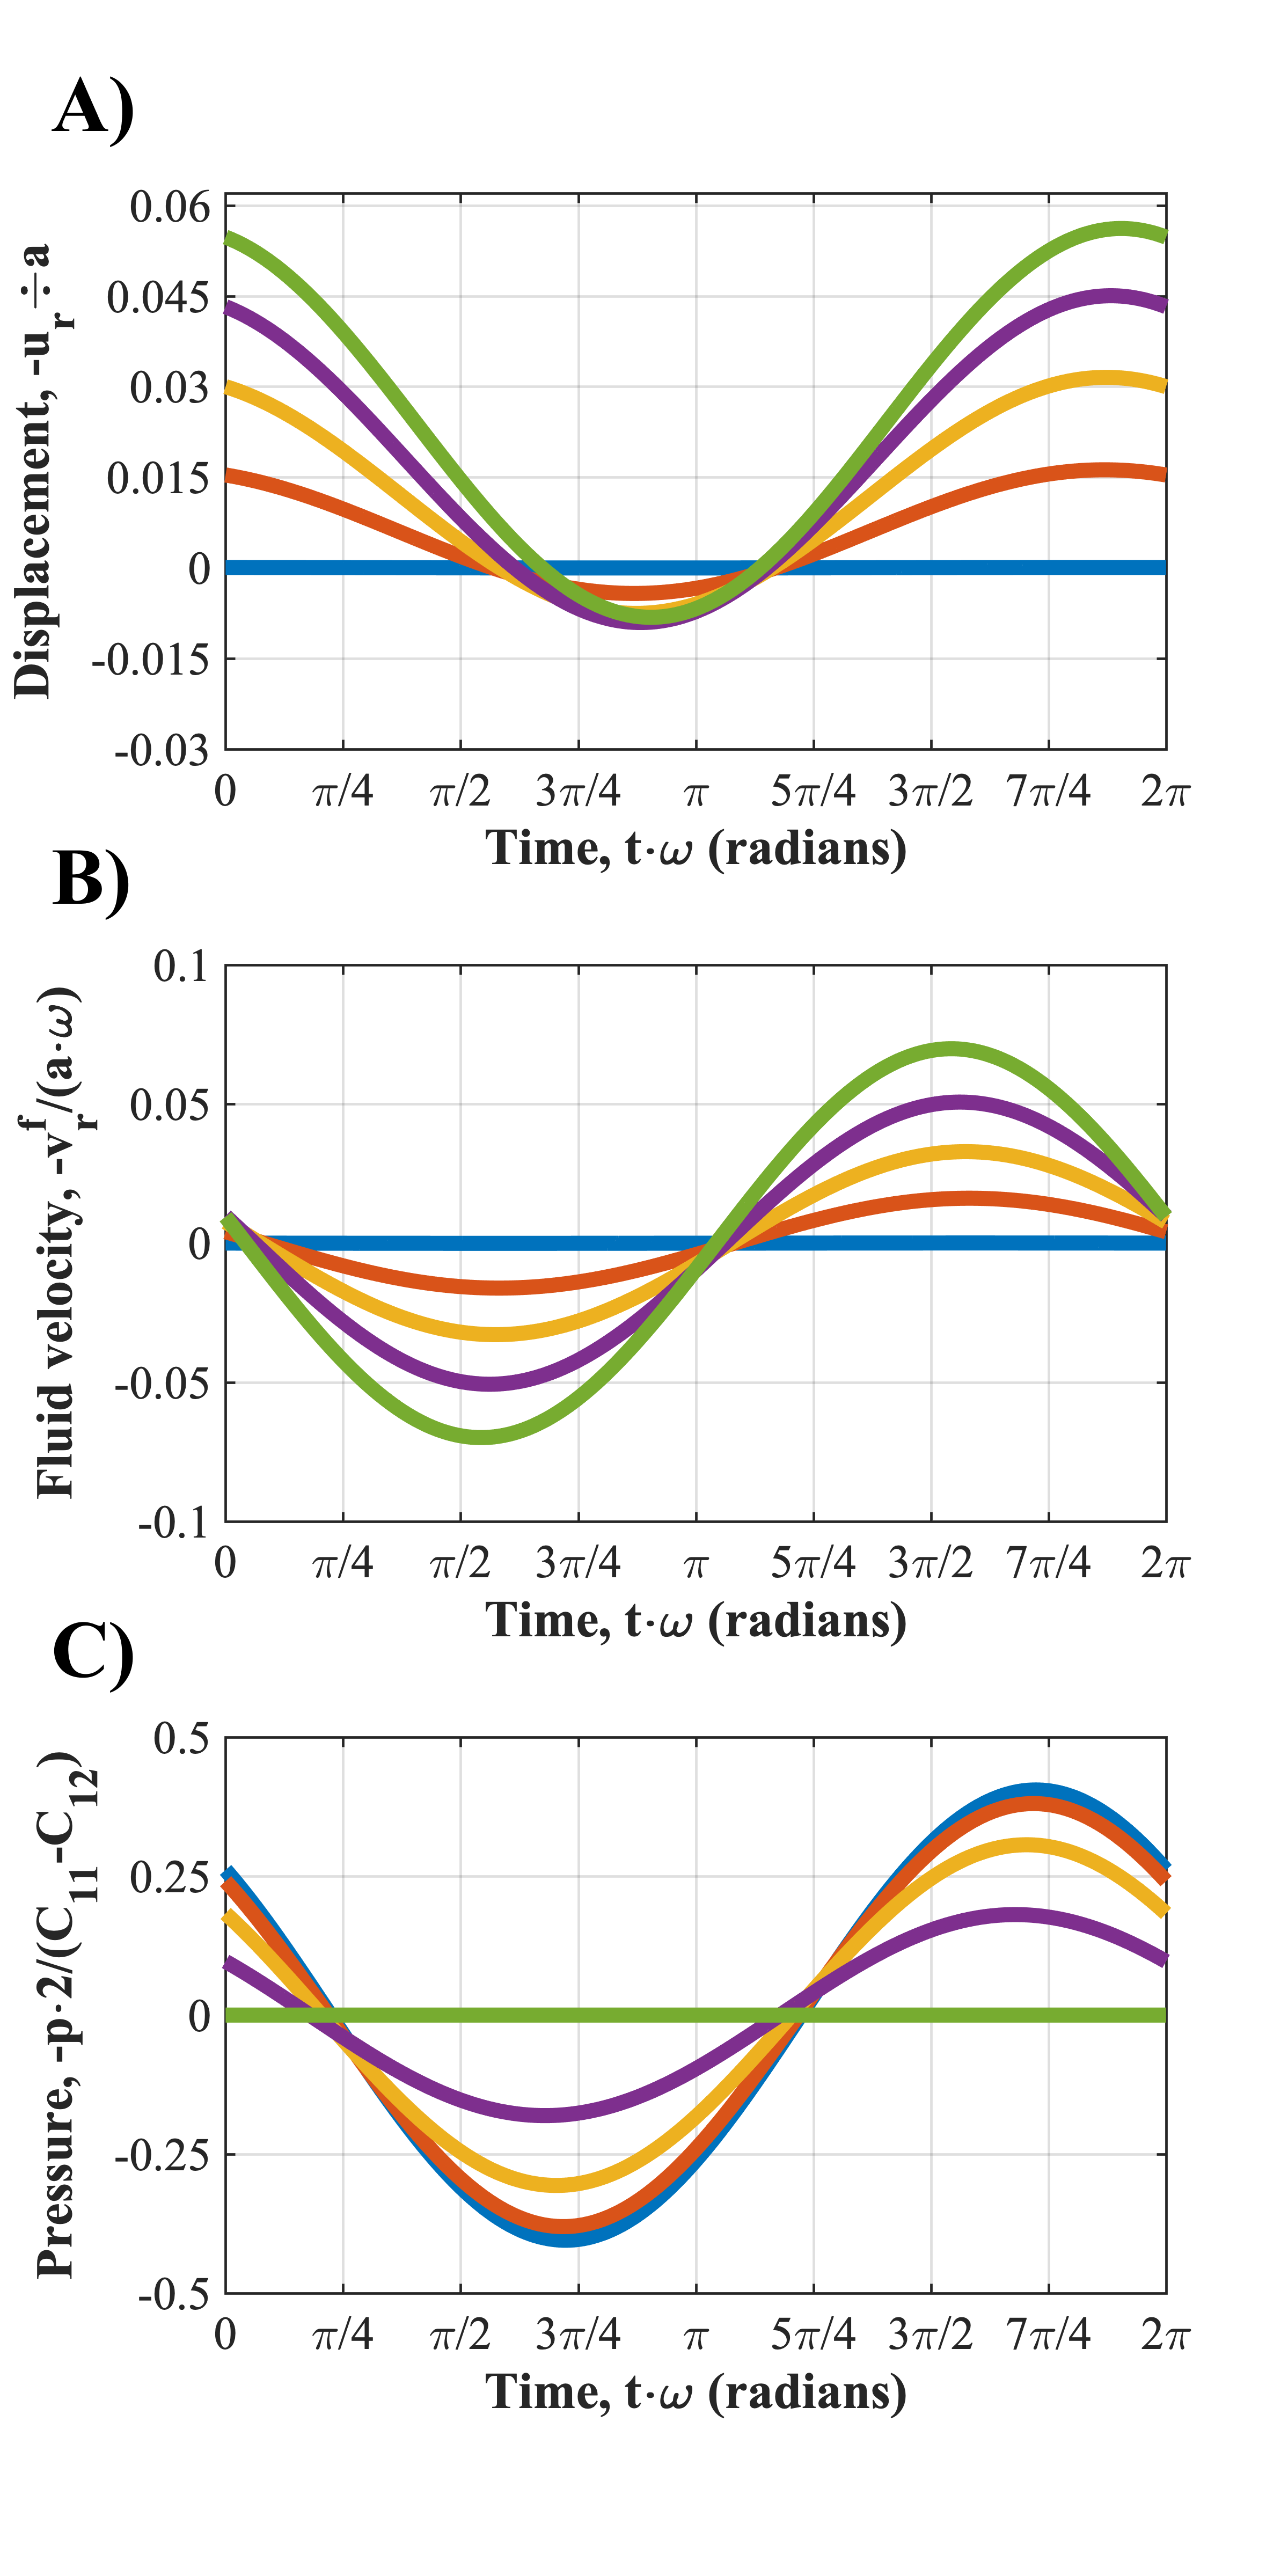 A)
0.06
0.045
0.03
0.015
0
-0.015
-0.03
Displacement, -u_r÷a
0 π/4 π/2 3π/4 π 5π/4 3π/2 7π/4 2π
Time, t·ω (radians)
B)
0.1
0.05
0
-0.05
-0.1
Fluid velocity, -v_r^f/(a·ω)
0 π/4 π/2 3π/4 π 5π/4 3π/2 7π/4 2π
Time, t·ω (radians)
C)
0.5
0.25
0
-0.25
-0.5
Pressure, -p·2/(C_11-C_12)
0 π/4 π/2 3π/4 π 5π/4 3π/2 7π/4 2π
Time, t·ω (radians)